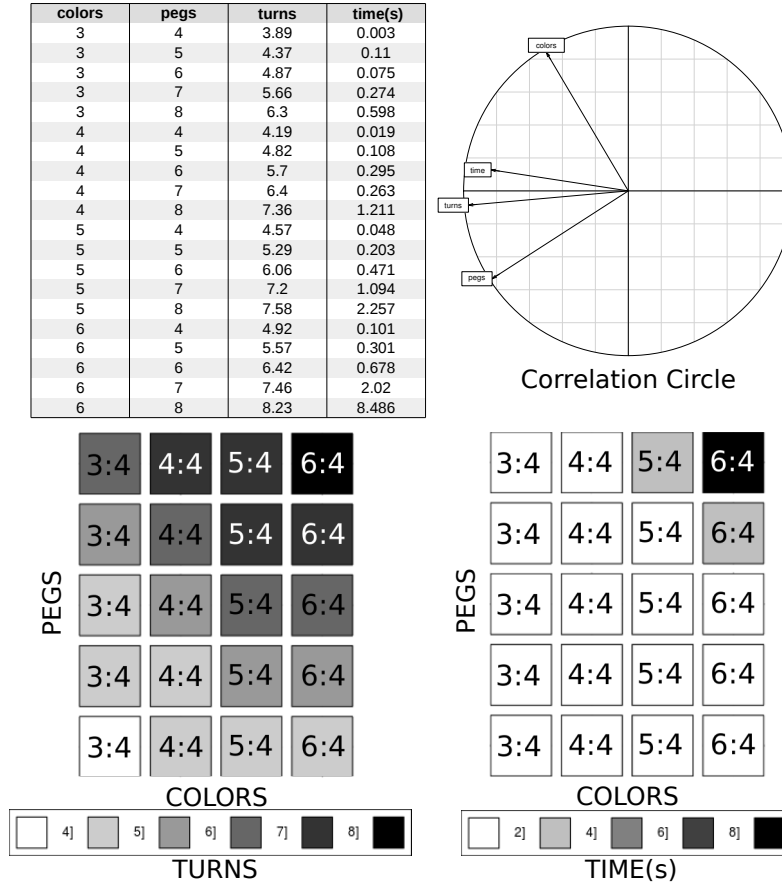 colors pegs turns time(s)
3 4 3.89 0.003
3 5 4.37 0.11
3 6 4.87 0.075
3 7 5.66 0.274
3 8 6.3 0.598
4 4 4.19 0.019
4 5 4.82 0.108
4 6 5.7 0.295
4 7 6.4 0.263
4 8 7.36 1.211
5 4 4.57 0.048
5 5 5.29 0.203
5 6 6.06 0.471
5 7 7.2 1.094
5 8 7.58 2.257
6 4 4.92 0.101
6 5 5.57 0.301
6 6 6.42 0.678
6 7 7.46 2.02
6 8 8.23 8.486
colors
time
turns
pegs
Correlation Circle
3:4 4:4 5:4 6:4
3:4 4:4 5:4 6:4
3:4 4:4 5:4 6:4
3:4 4:4 5:4 6:4
3:4 4:4 5:4 6:4
PEGS
COLORS
4] 5] 6] 7] 8]
TURNS
3:4 4:4 5:4 6:4
3:4 4:4 5:4 6:4
3:4 4:4 5:4 6:4
3:4 4:4 5:4 6:4
3:4 4:4 5:4 6:4
PEGS
COLORS
2] 4] 6] 8]
TIME(s)